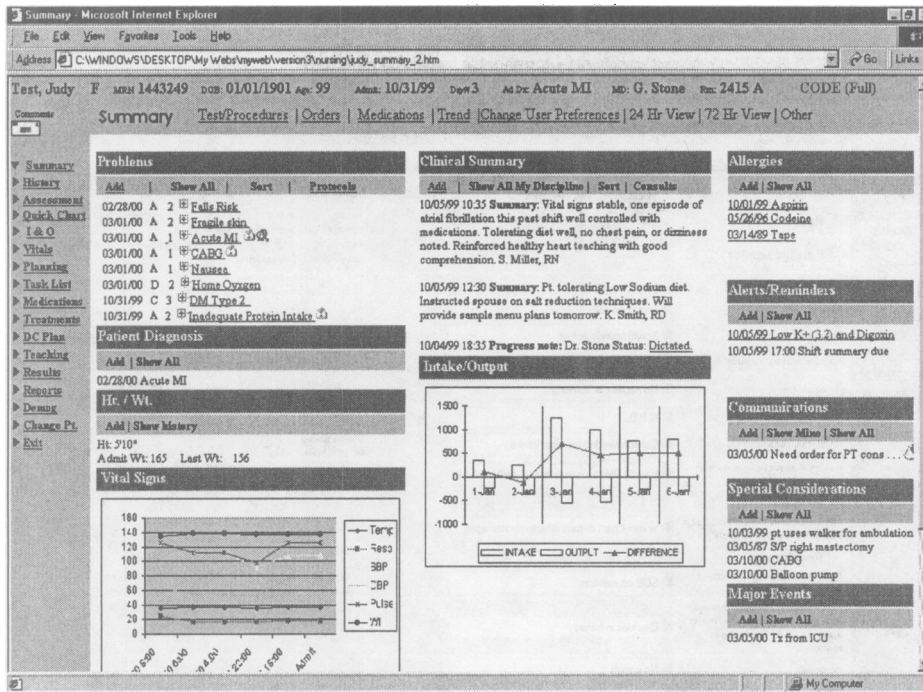 Summary - Microsoft Internet Explorer
File Edit View Favorites Tools Help
Address C:\WINDOWS\DESKTOP\My Webs\myweb\version3\nursing\judy_summary_2.htm Go Links
Test, Judy F MRN 1443249 DOB: 01/01/1901 Age: 99 Admit: 10/31/99 Day# 3 Ad Dx: Acute MI MD: G. Stone Rm: 2415 A CODE (Full)
Comments
Summary Test/Procedures | Orders | Medications | Trend | Change User Preferences | 24 Hr View | 72 Hr View | Other
Summary
History
Assessment
Quick Chart
I & O
Vitals
Planning
Task List
Medications
Treatments
DC Plan
Teaching
Results
Reports
Demog
Change Pt.
Exit
Problems
Add | Show All | Sort | Protocols
02/28/00 A 2 Falls Risk
03/01/00 A 2 Fragile skin
03/01/00 A 1 Acute MI
03/01/00 A 1 CABG
03/01/00 A 1 Nausea
03/01/00 D 2 Home Oyxgen
10/31/99 C 3 DM Type 2
10/31/99 A 2 Inadequate Protein Intake
Patient Diagnosis
Add | Show All
02/28/00 Acute MI
Ht. / Wt.
Add | Show history
Ht: 5'10"
Admit Wt: 165 Last Wt: 156
Vital Signs
160
140
120
100
80
60
40
20
0
Temp
Resp
SBP
DBP
Pulse
Admit
Clinical Summary
Add | Show All My Discipline | Sort | Consults
10/05/99 10:35 Summary: Vital signs stable, one episode of
atrial fibrillation this past shift well controlled with
medications. Tolerating diet well, no chest pain, or dizziness
noted. Reinforced healthy heart teaching with good
comprehension. S. Miller, RN
10/05/99 12:30 Summary: Pt. tolerating Low Sodium diet.
Instructed spouse on salt reduction techniques. Will
provide sample menu plans tomorrow. K. Smith, RD
10/04/99 18:35 Progress note: Dr. Stone Status: Dictated.
Intake/Output
1500
1000
500
0
-500
-1000
1-Jan 2-Jan 3-Jan 4-Jan 5-Jan 6-Jan
INTAKE OUTPUT DIFFERENCE
Allergies
Add | Show All
10/01/99 Aspirin
05/26/96 Codeine
03/14/89 Tape
Alerts/Reminders
Add | Show All
10/05/99 Low K+ (3.2) and Digoxin
10/05/99 17:00 Shift summary due
Communications
Add | Show Mine | Show All
03/05/00 Need order for PT cons . . .
Special Considerations
Add | Show All
10/03/99 pt uses walker for ambulation
03/05/87 S/P right mastectomy
03/10/00 CABG
03/10/00 Balloon pump
Major Events
Add | Show All
03/05/00 Tx from ICU
My Computer